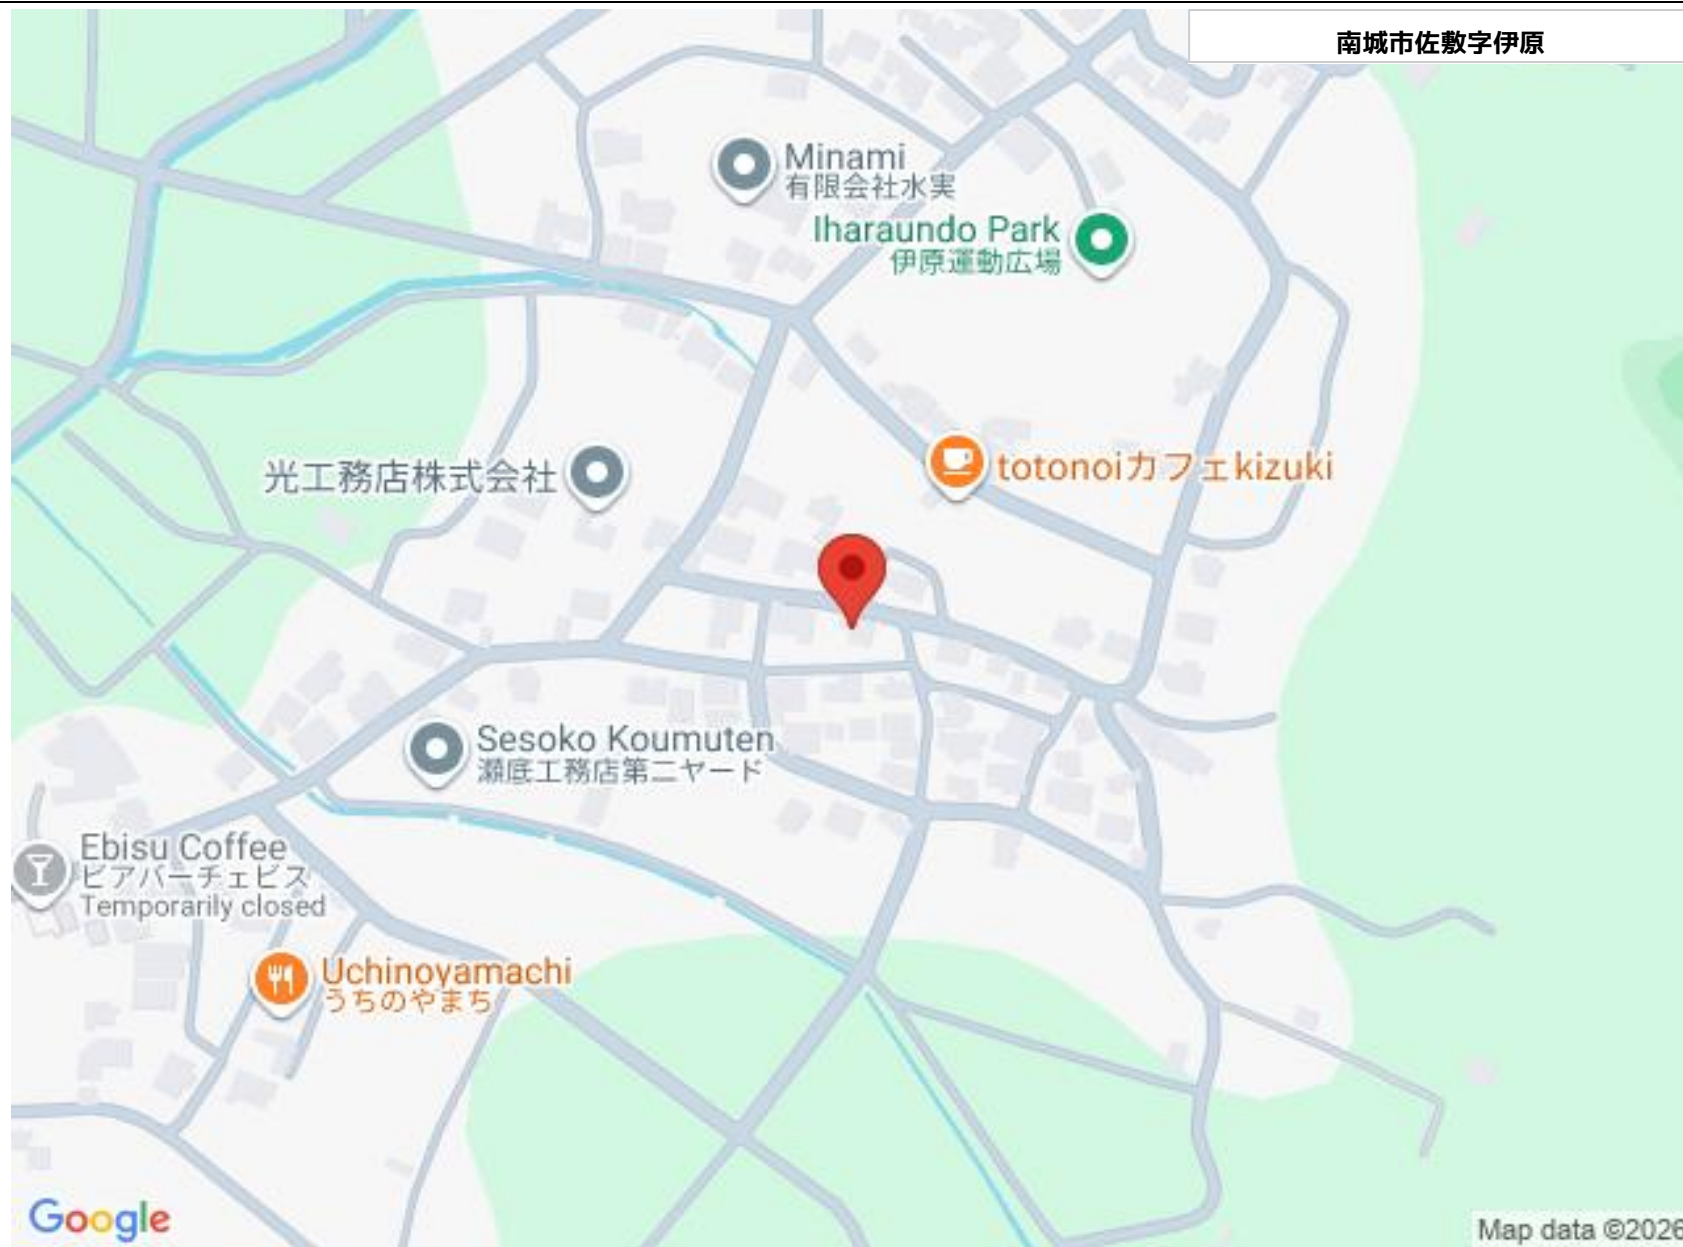 南城市佐敷字伊原
Minami
有限会社水実
Iharaundo Park
伊原運動広場
光工務店株式会社
totonoiカフェkizuki
Sesoko Koumuten
瀬底工務店第二ヤード
Ebisu Coffee
ビアバーチェビス
Temporarily closed
Uchinoyamachi
うちのやまち
Google
Map data ©2026